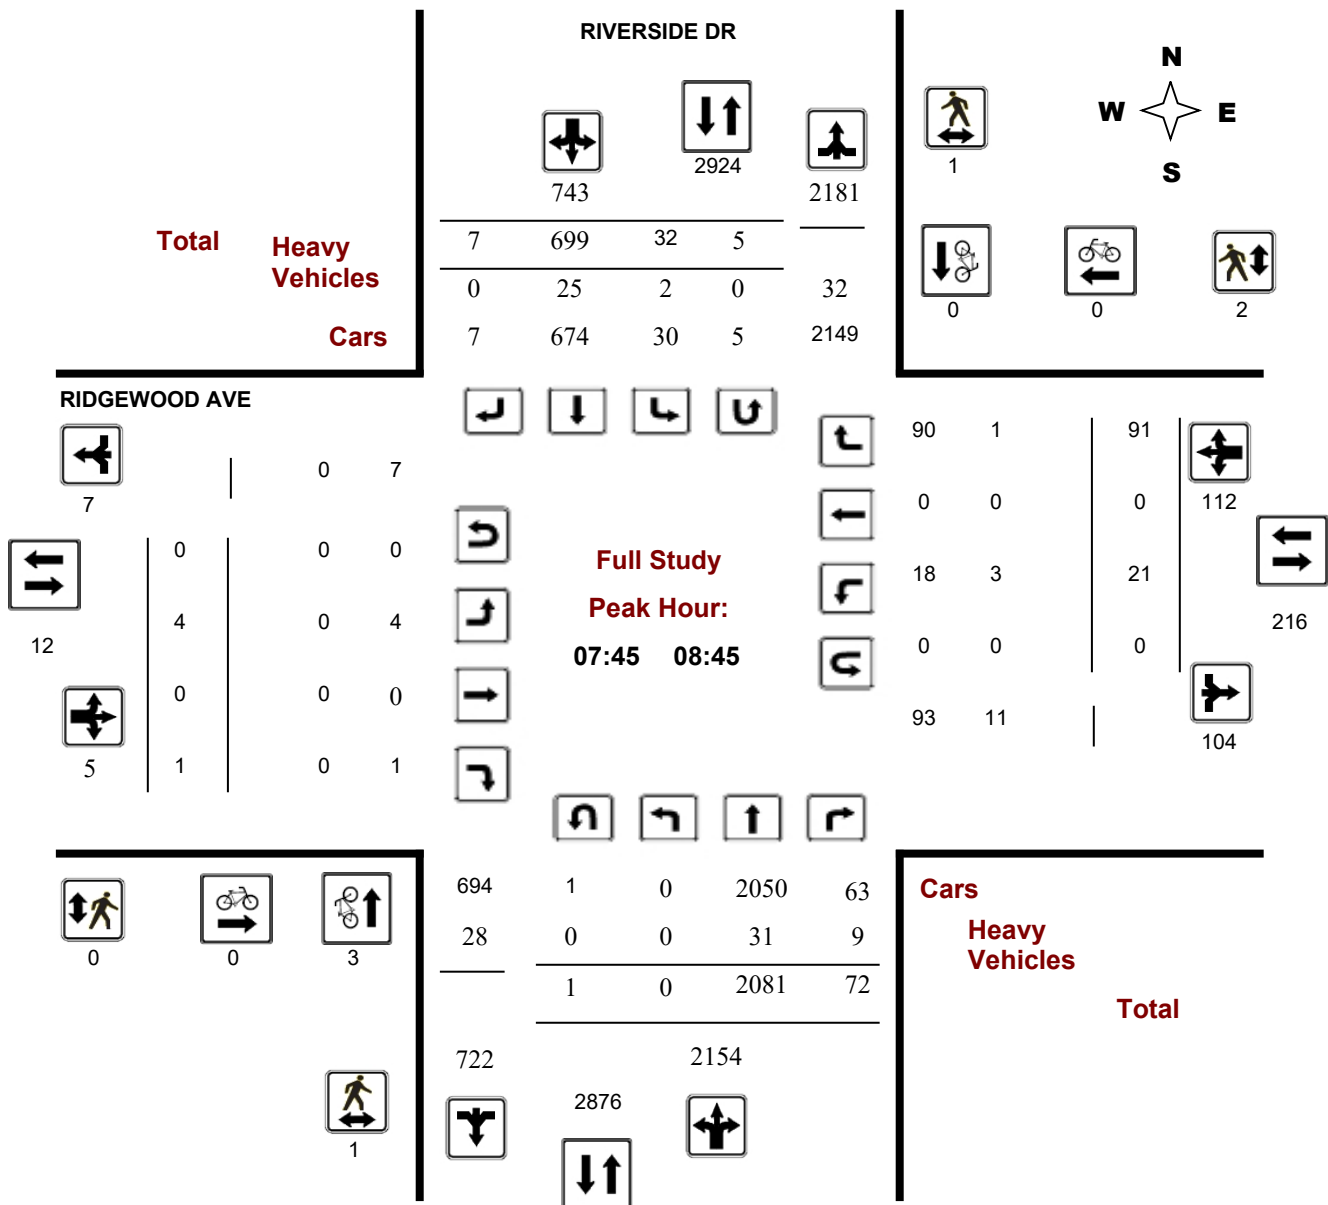 RIVERSIDE DR
N
W E
S
2924
1
743 2181
Total Heavy Vehicles
7 699 32 5
0 25 2 0 32
0 0 2
Cars 7 674 30 5 2149
RIDGEWOOD AVE
90 1 91
0 7
7 0 0 0 112
0 0 0
Full Study
18 3 21
Peak Hour:
4 0 4 216
12 0 0 0
07:45 08:45
0 0 0
93 11
104
5 1 0 1
694 1 0 2050 63
Cars
28 0 0 31 9
Heavy Vehicles
0 0 3
1 0 2081 72
Total
722 2154
2876
1